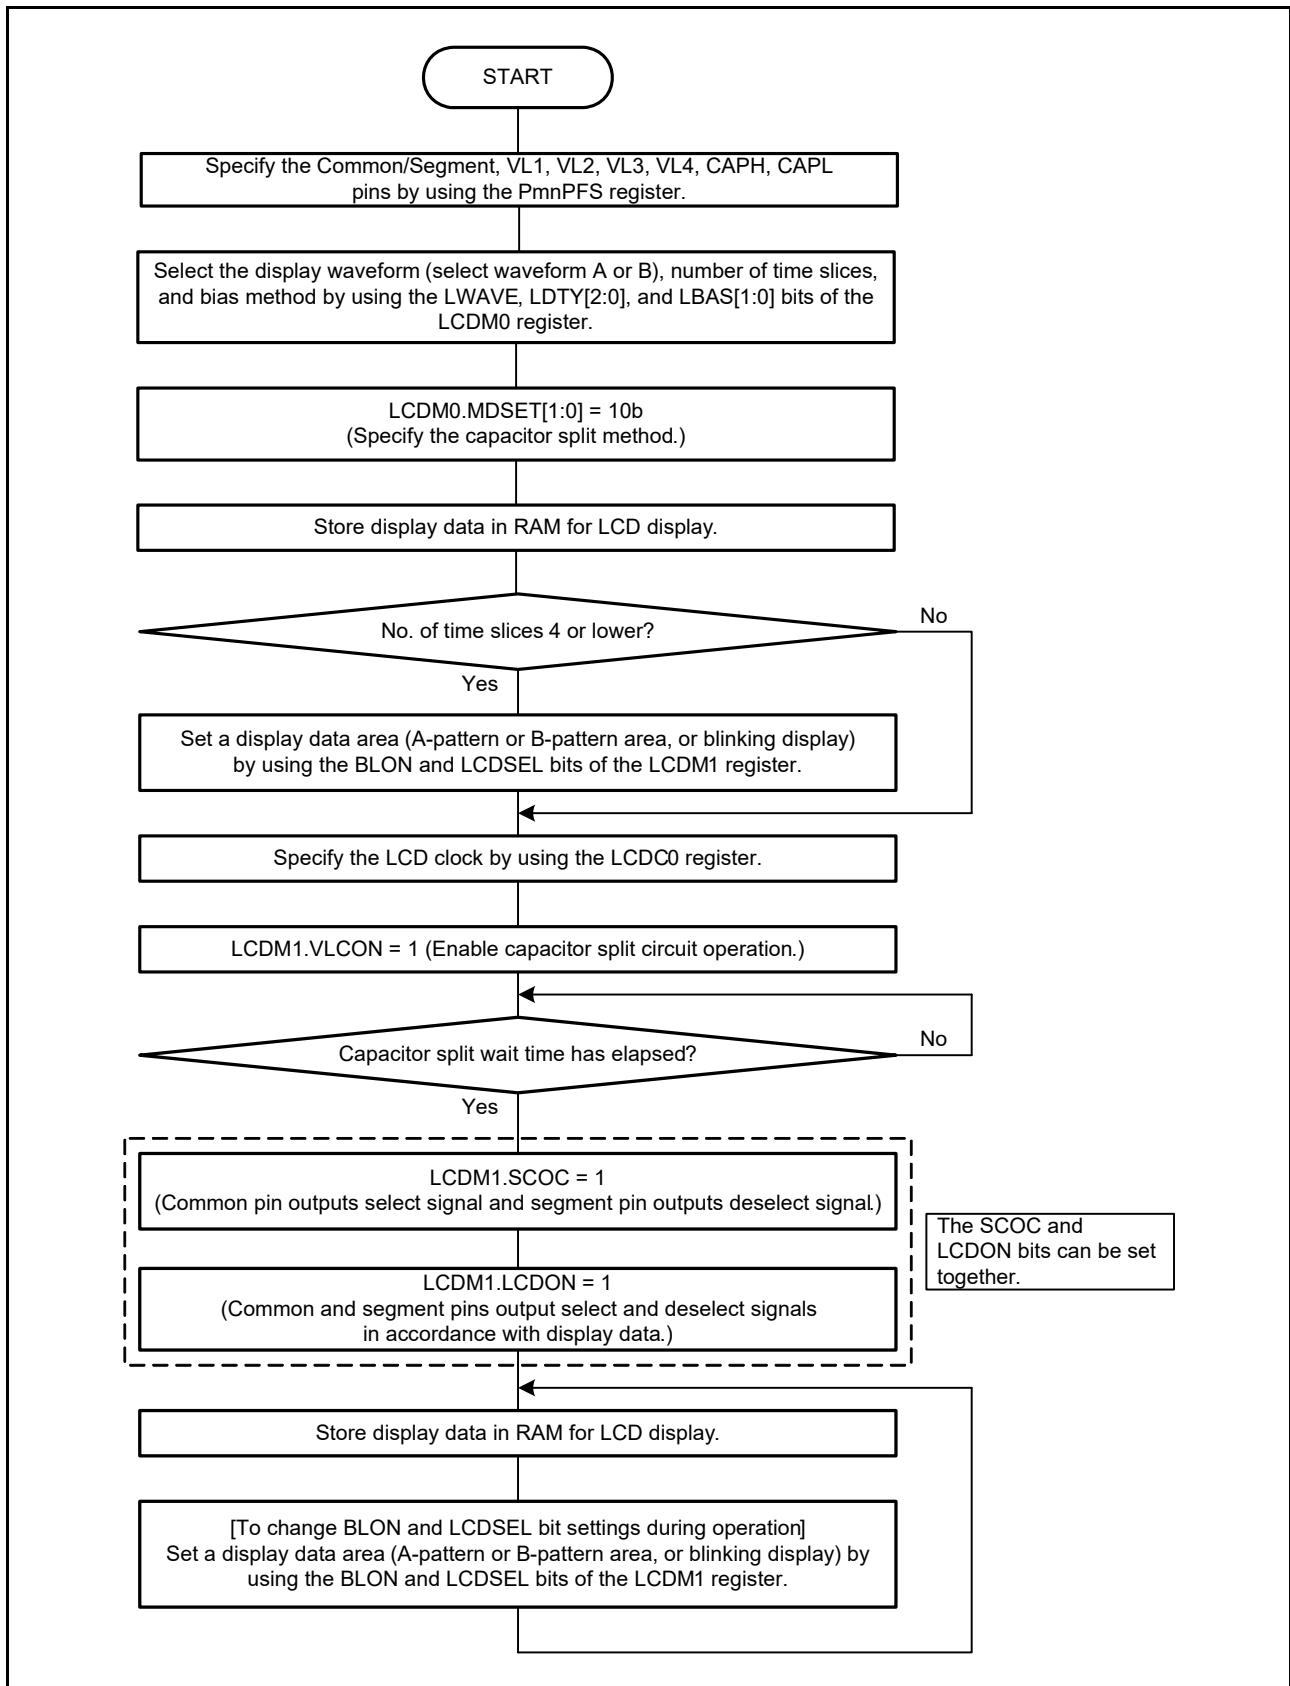 START
Specify the Common/Segment, VL1, VL2, VL3, VL4, CAPH, CAPL
pins by using the PmnPFS register.
Select the display waveform (select waveform A or B), number of time slices,
and bias method by using the LWAVE, LDTY[2:0], and LBAS[1:0] bits of the
LCDM0 register.
LCDM0.MDSET[1:0] = 10b
(Specify the capacitor split method.)
Store display data in RAM for LCD display.
No. of time slices 4 or lower?
No
Yes
Set a display data area (A-pattern or B-pattern area, or blinking display)
by using the BLON and LCDSEL bits of the LCDM1 register.
Specify the LCD clock by using the LCDC0 register.
LCDM1.VLCON = 1 (Enable capacitor split circuit operation.)
Capacitor split wait time has elapsed?
No
Yes
LCDM1.SCOC = 1
(Common pin outputs select signal and segment pin outputs deselect signal.)
The SCOC and
LCDON bits can be set
together.
LCDM1.LCDON = 1
(Common and segment pins output select and deselect signals
in accordance with display data.)
Store display data in RAM for LCD display.
[To change BLON and LCDSEL bit settings during operation]
Set a display data area (A-pattern or B-pattern area, or blinking display) by
using the BLON and LCDSEL bits of the LCDM1 register.